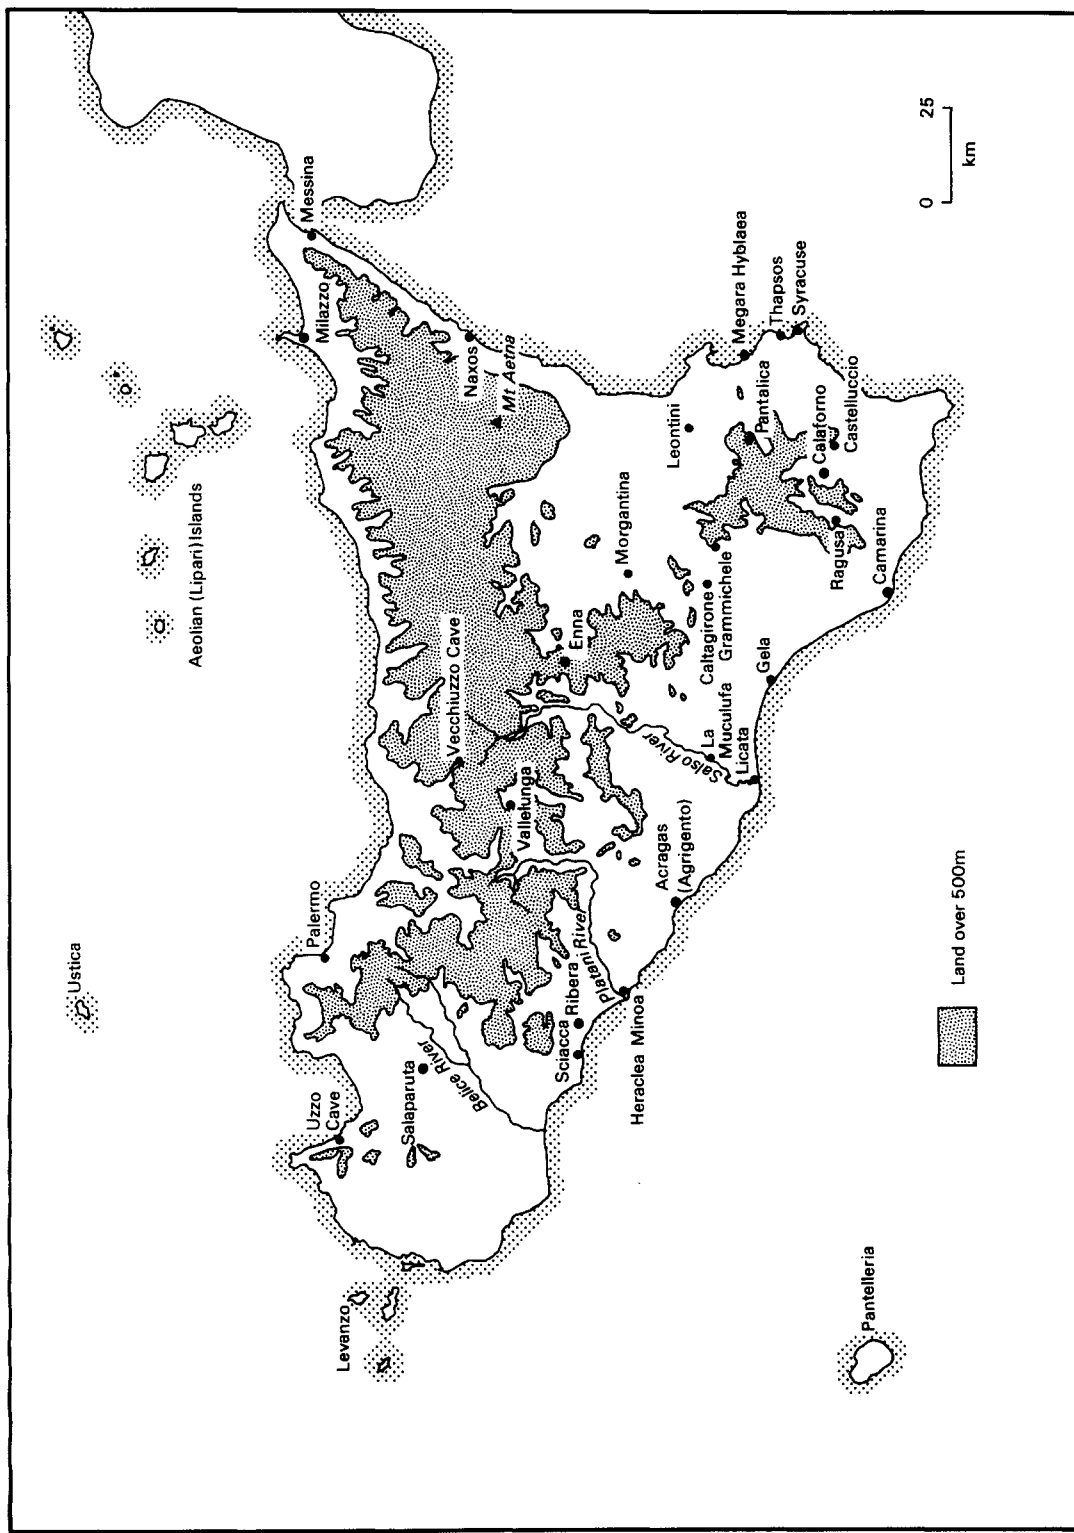 Ustica
Aeolian (Lipari) Islands
Levanzo
Uzzo
Cave
Palermo
Milazzo
Messina
Salaparuta
Belice River
Vecchiuzzo Cave
Vallelunga
Naxos
Mt Aetna
Enna
Sciacca
Ribera
Platani River
Heraclea Minoa
Acragas
(Agrigento)
Salso River
La
Muculufa
Licata
Gela
Morgantina
Caltagirone
Grammichele
Leontini
Megara Hyblaea
Thapsos
Syracuse
Pantalica
Calaforno
Castelluccio
Ragusa
Camarina
Pantelleria
Land over 500m
0 25
km